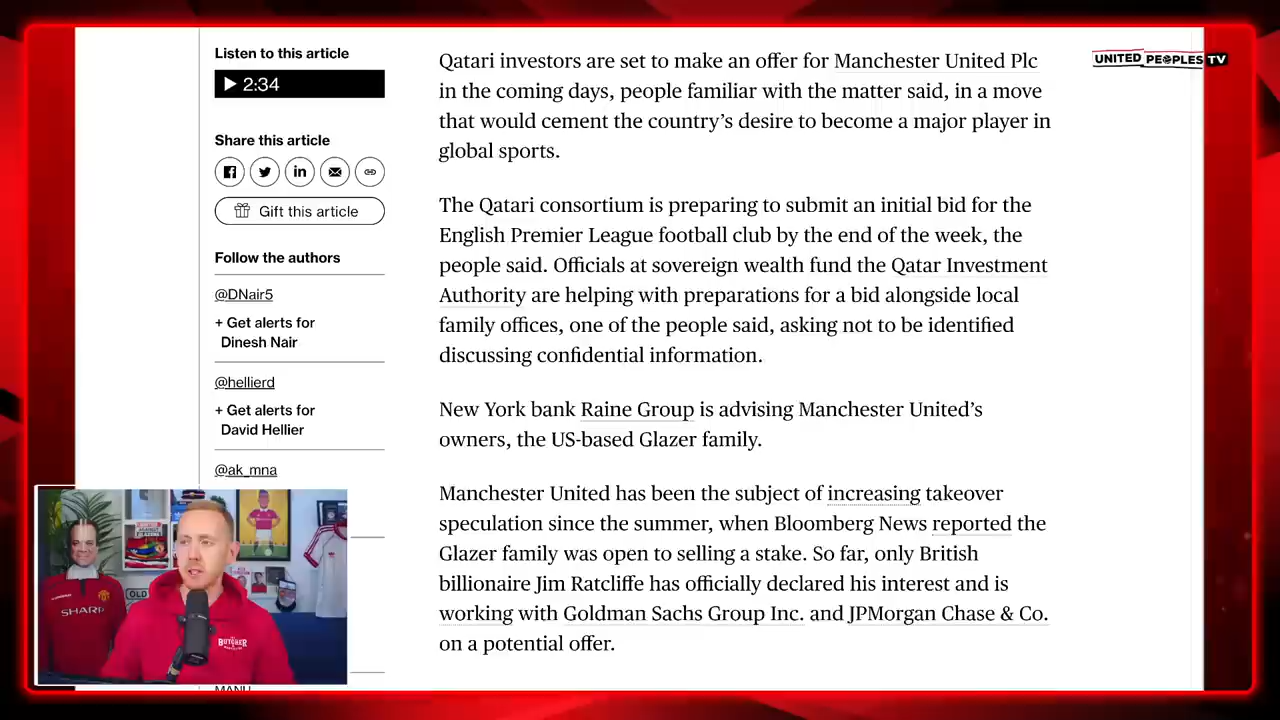 Listen to this article
2:34
Share this article
Gift this article
Follow the authors
@DNair5
+ Get alerts for
Dinesh Nair
@hellierd
+ Get alerts for
David Hellier
@ak_mna
Qatari investors are set to make an offer for Manchester United Plc
in the coming days, people familiar with the matter said, in a move
that would cement the country’s desire to become a major player in
global sports.
The Qatari consortium is preparing to submit an initial bid for the
English Premier League football club by the end of the week, the
people said. Officials at sovereign wealth fund the Qatar Investment
Authority are helping with preparations for a bid alongside local
family offices, one of the people said, asking not to be identified
discussing confidential information.
New York bank Raine Group is advising Manchester United’s
owners, the US-based Glazer family.
Manchester United has been the subject of increasing takeover
speculation since the summer, when Bloomberg News reported the
Glazer family was open to selling a stake. So far, only British
billionaire Jim Ratcliffe has officially declared his interest and is
working with Goldman Sachs Group Inc. and JPMorgan Chase & Co.
on a potential offer.
UNITED PEOPLES TV
SHARP
OLD
BUTCHER
MANU